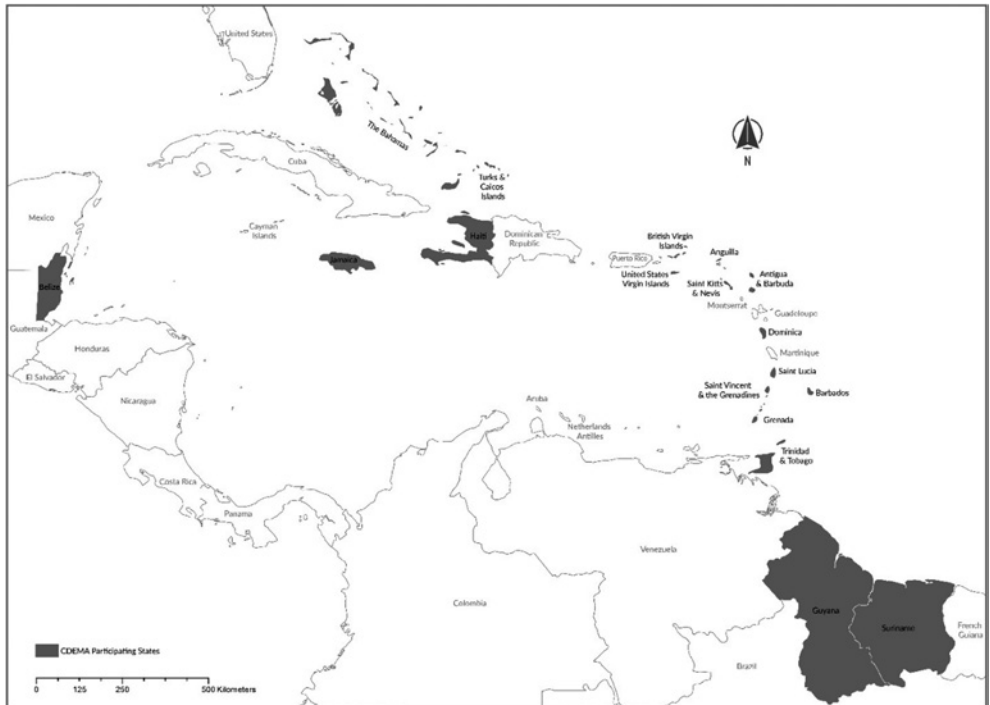 United States
The Bahamas
Cuba
Turks &
Caicos
Islands
Mexico
Cayman
Islands
Haiti
Dominican
Republic
Jamaica
British Virgin
Islands
Puerto Rico
Anguilla
United States
Virgin Islands
Saint Kitts
& Nevis
Antigua
& Barbuda
Montserrat
Guadeloupe
Belize
Guatemala
Dominica
Honduras
Martinique
El Salvador
Saint Lucia
Saint Vincent
& the Grenadines
Barbados
Nicaragua
Aruba
Netherlands
Antilles
Grenada
Trinidad
& Tobago
Costa Rica
Panama
Venezuela
Colombia
Guyana
Suriname
French
Guiana
Brazil
N
CDEMA Participating States
0 125 250 500 Kilometers